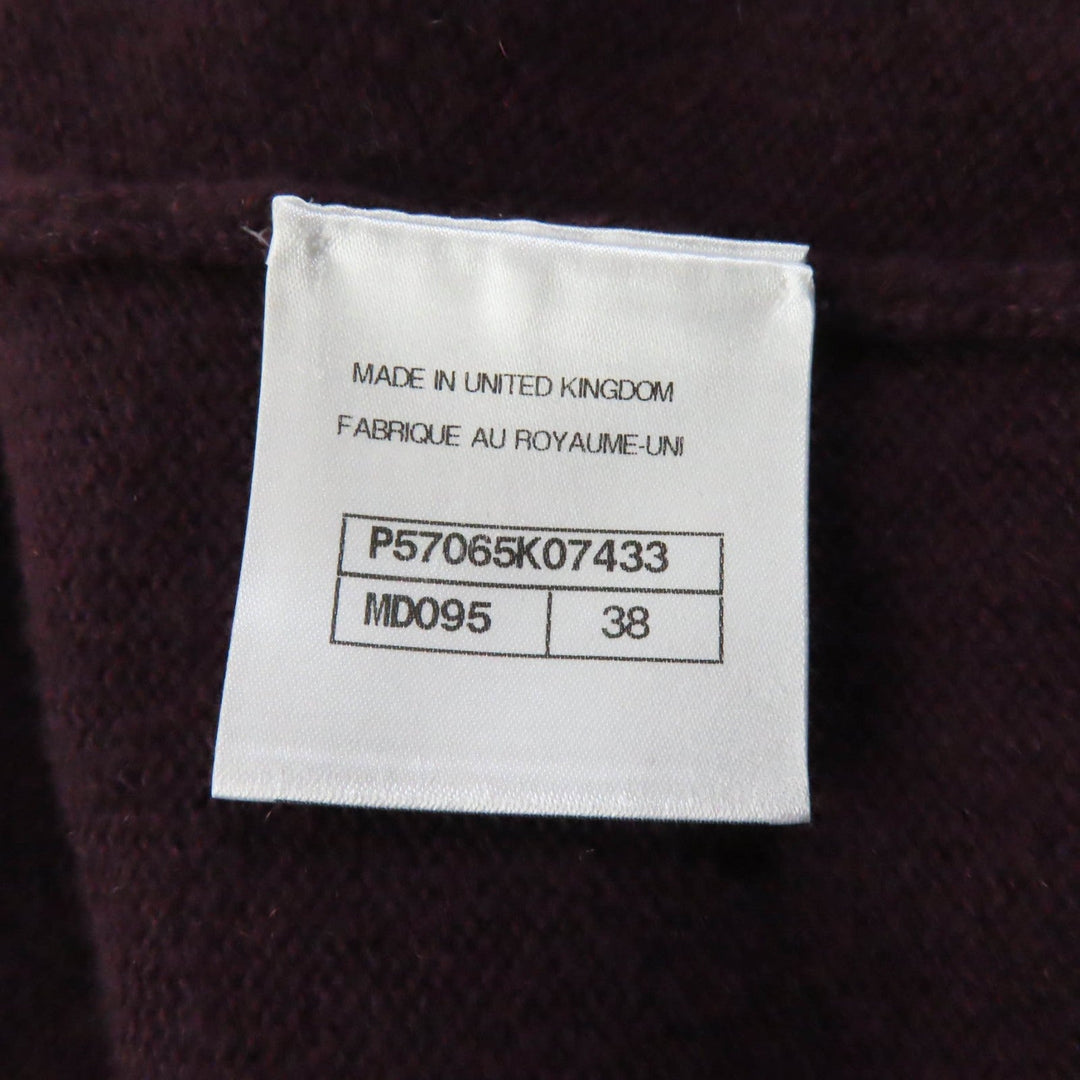 MADE IN UNITED KINGDOM
FABRIQUE AU ROYAUME-UNI
P57065K07433
MD095 38